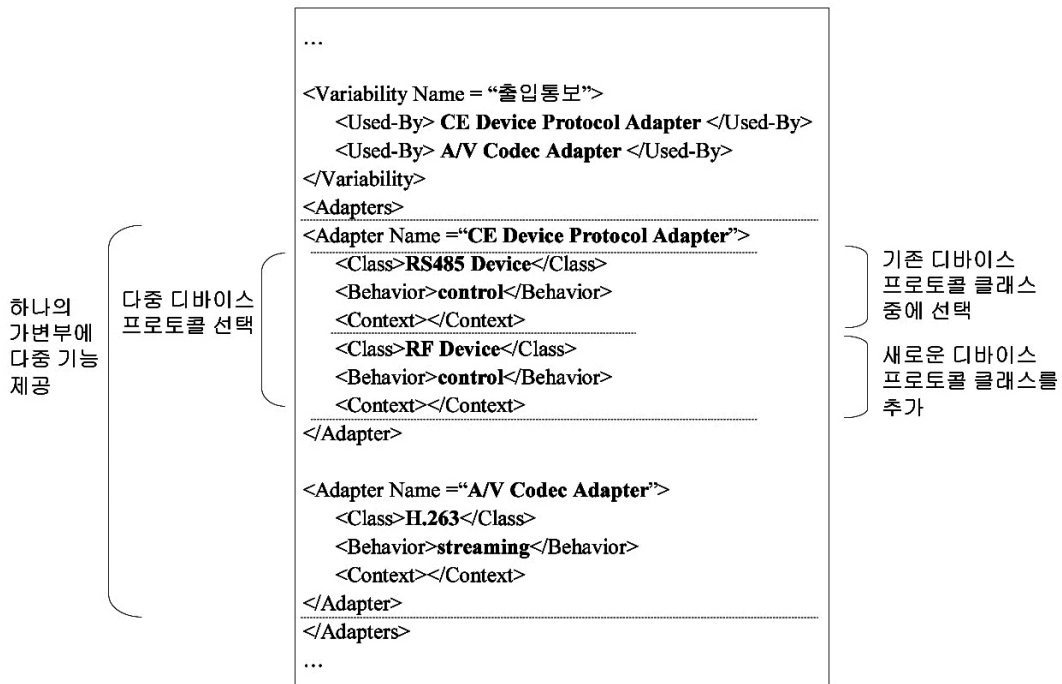 ...
<Variability Name = “출입통보”>
<Used-By> CE Device Protocol Adapter </Used-By>
<Used-By> A/V Codec Adapter </Used-By>
</Variability>
<Adapters>
<Adapter Name =“CE Device Protocol Adapter”>
<Class>RS485 Device</Class>
<Behavior>control</Behavior>
<Context></Context>
<Class>RF Device</Class>
<Behavior>control</Behavior>
<Context></Context>
</Adapter>
<Adapter Name =“A/V Codec Adapter”>
<Class>H.263</Class>
<Behavior>streaming</Behavior>
<Context></Context>
</Adapter>
</Adapters>
...
하나의
가변부에
다중 기능
제공
다중 디바이스
프로토콜 선택
기존 디바이스
프로토콜 클래스
중에 선택
새로운 디바이스
프로토콜 클래스를
추가